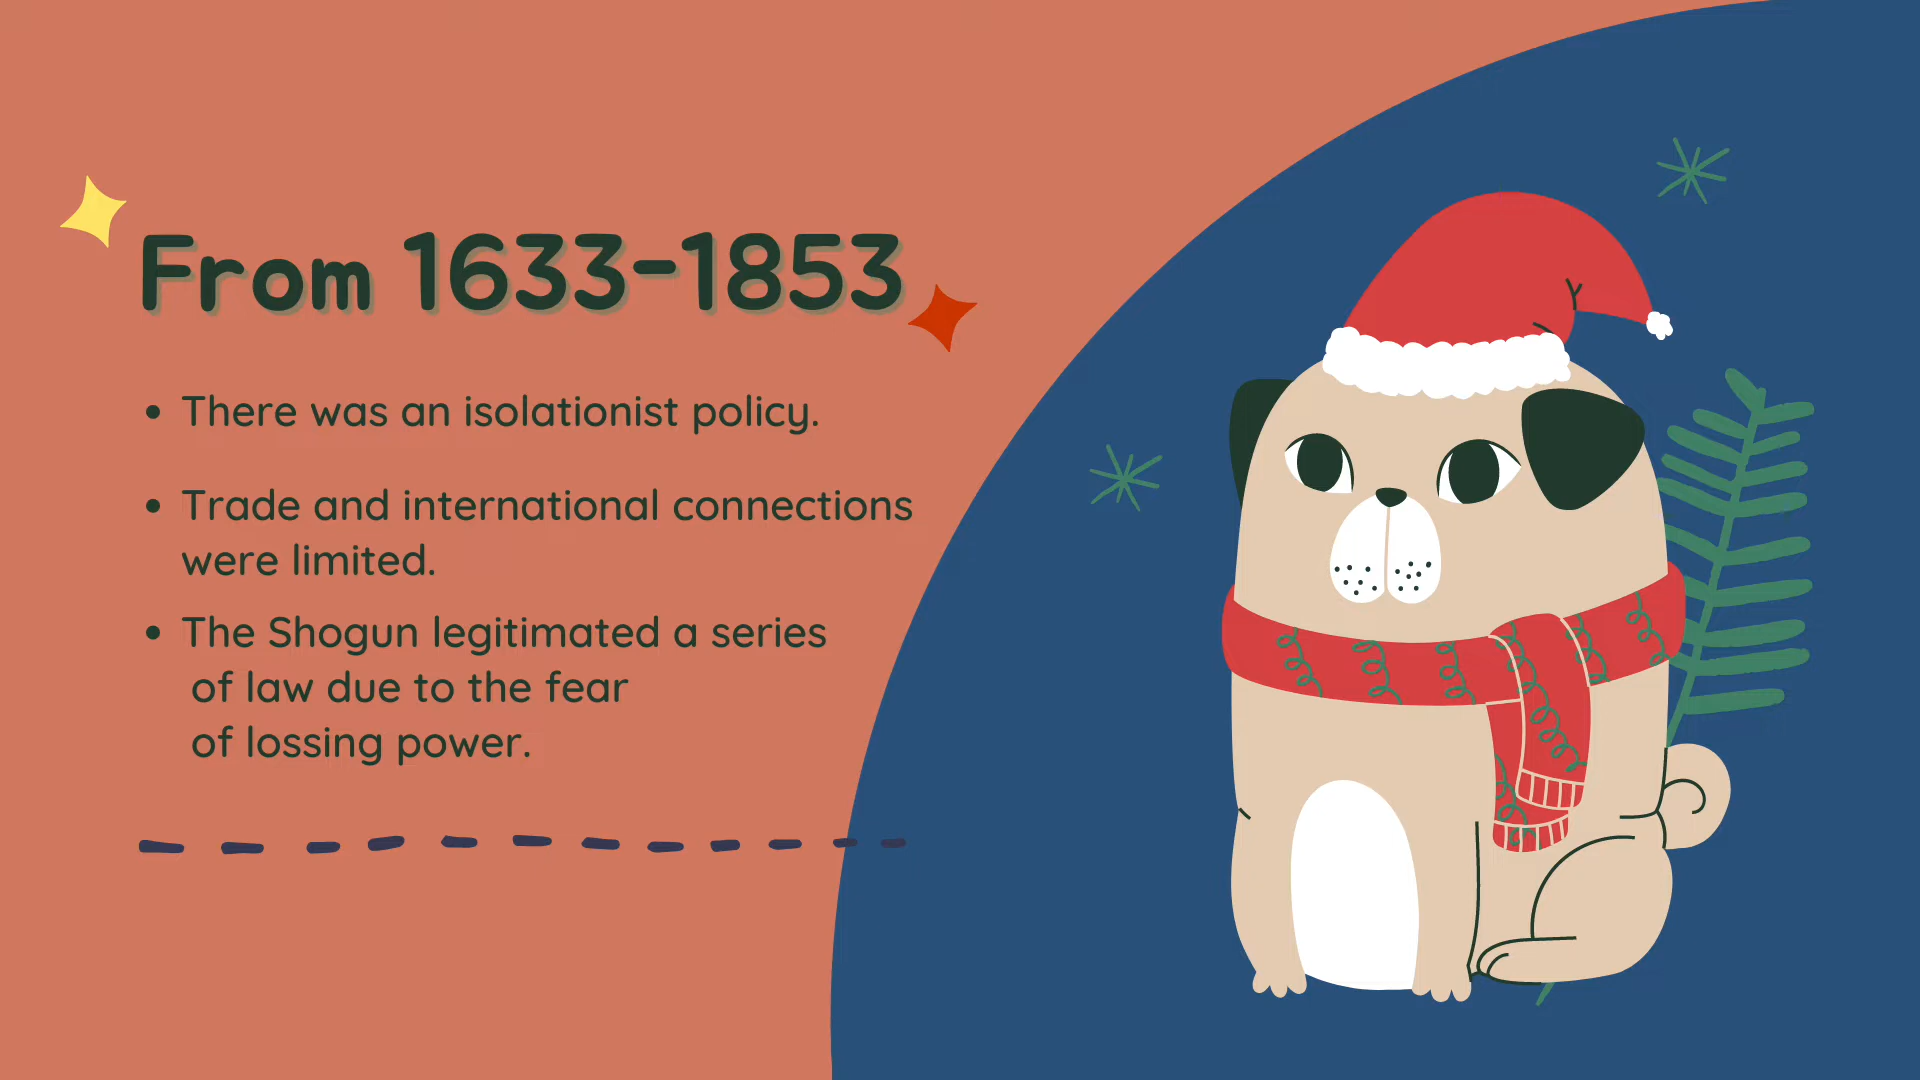 From 1633-1853
• There was an isolationist policy.
• Trade and international connections
were limited.
• The Shogun legitimated a series
of law due to the fear
of lossing power.